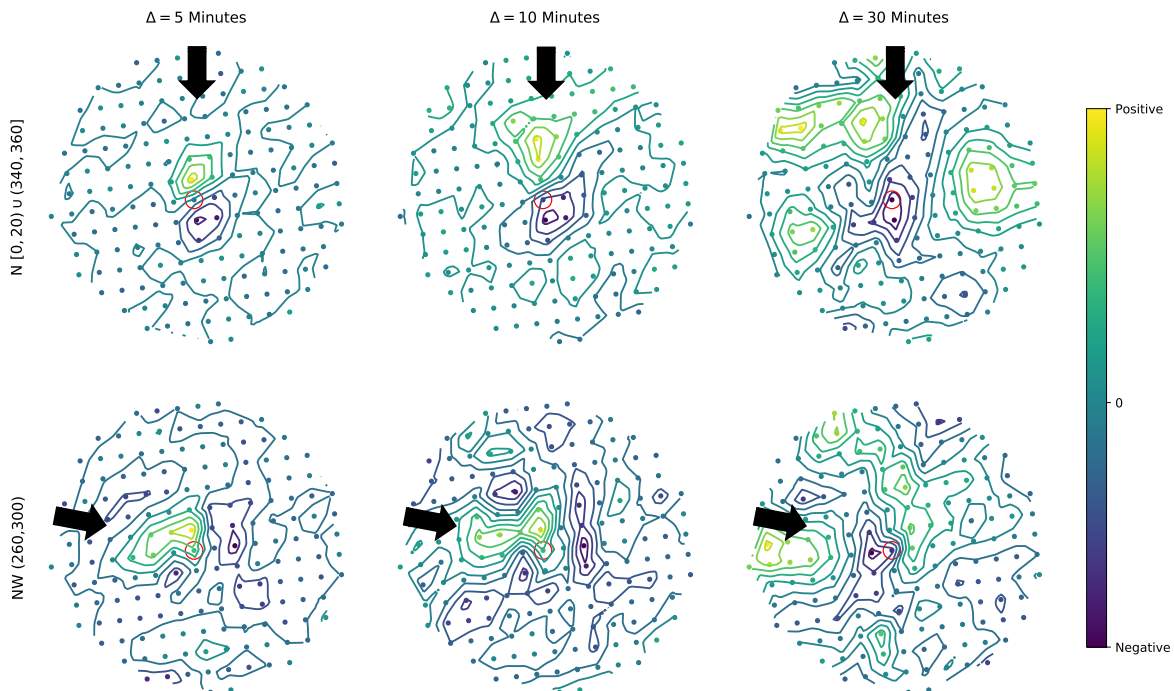 Δ = 5 Minutes
Δ = 10 Minutes
Δ = 30 Minutes
N [0, 20) ∪ (340, 360]
NW (260,300)
Positive
0
Negative